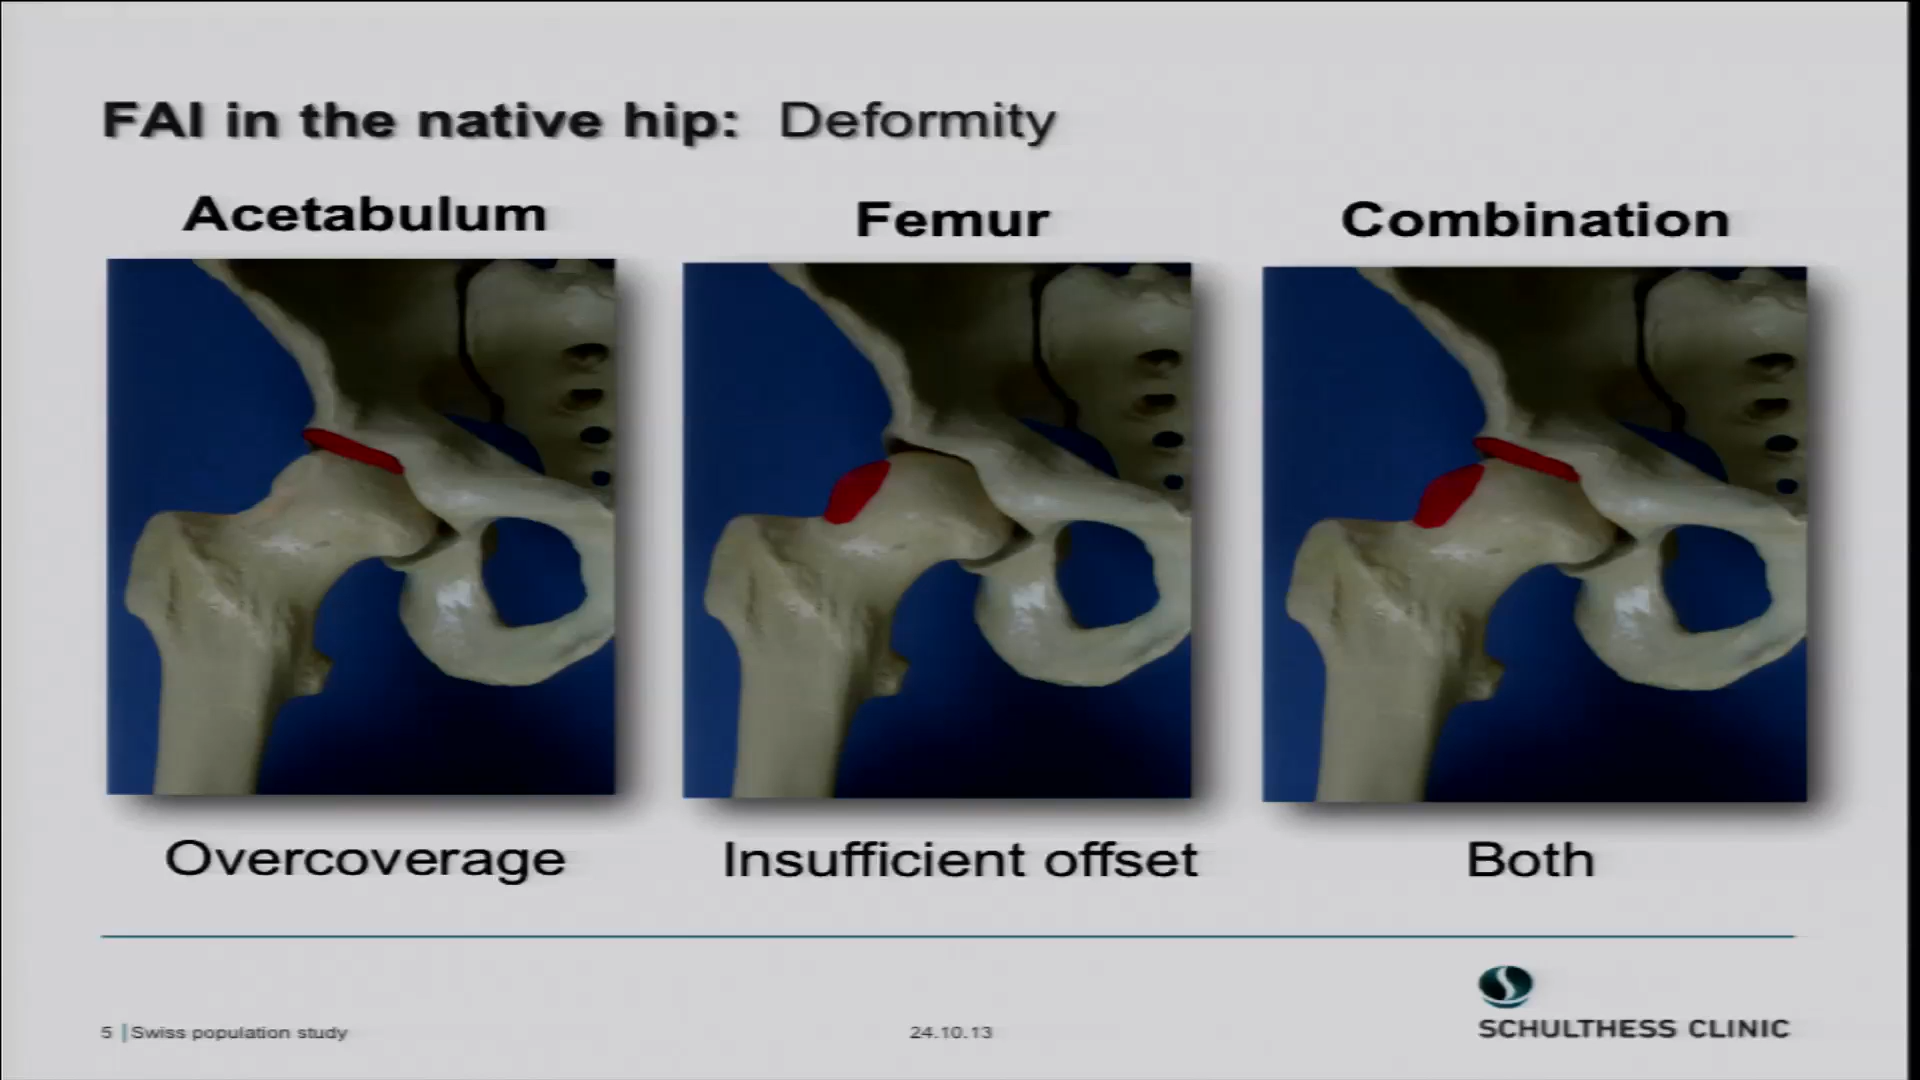 FAI in the native hip: Deformity
Acetabulum
Femur
Combination
Overcoverage
Insufficient offset
Both
5 | Swiss population study
24.10.13
SCHULTHESS CLINIC